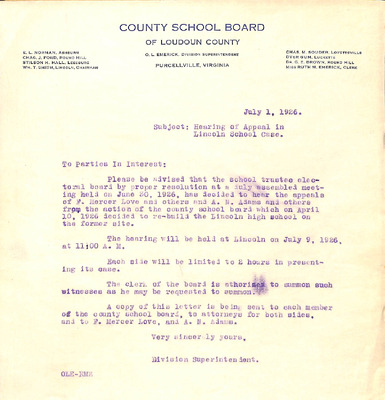 COUNTY SCHOOL BOARD
OF LOUDOUN COUNTY
O. L. EMERICK, DIVISION SUPERINTENDENT
PURCELLVILLE, VIRGINIA
E. L. NORMAN, ASHBURN
CHAS. J. FORD, ROUND HILL
STILSON H. HALL, LEESBURG
WM. T. SMITH, LINCOLN, CHAIRMAN
CHAS. M. SOUDER, LOVETTSVILLE
LUCKETTS
DR. G. E. BROWN, ROUND HILL
MISS RUTH M. EMERICK, CLERK
July 1, 1926.
Subject: Hearing of Appeal in
Lincoln School Case.
To Parties In Interest:
Please be advised that the school trustee elec-
toral board by proper resolution at a duly assembled meet-
ing held on June 30, 1926, has decided to hear the appeals
of F. Mercer Love and others and A. N. Adams and others
from the action of the county school board which on April
10, 1926 decided to re-build the Lincoln high school on
the former site.
The hearing will be held at Lincoln on July 9, 1926,
at 11:00 A. M.
Each side will be limited to 2 hours in present-
ing its case.
The clerk of the board is athorized to summon such
witnesses as he may be requested to summon.
A copy of this letter is being sent to each member
of the county school board, to attorneys for both sides,
and to F. Mercer Love, and A. N. Adams.
Very sincerely yours,
Division Superintendent.
OLE-RME